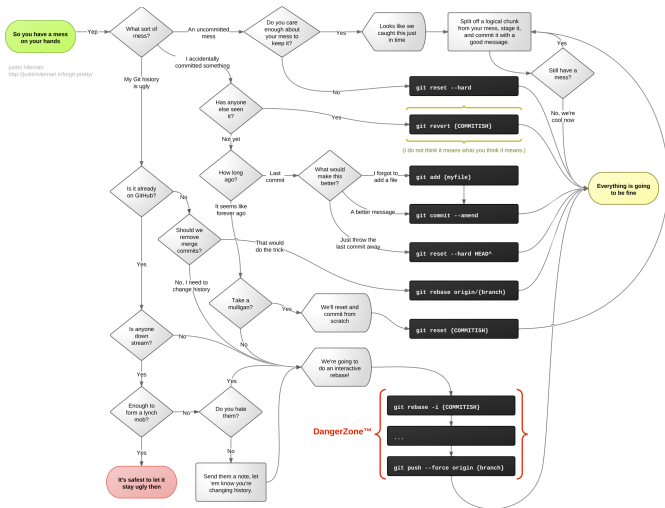 So you have a mess
on your hands
Yep
What sort of
mess?
An uncommitted
mess
Do you care
enough about
your mess to
keep it?
Yes
Looks like we
caught this just
in time
Split off a logical chunk
from your mess, stage it,
and commit it with a
good message.
Yes
Still have a
mess?
No, we're
cool now
justin hileman
http://justinhileman.info/git-pretty/
My Git history
is ugly
I accidentally
committed something
No
git reset --hard
Has anyone
else seen
it?
Yes
git revert {COMMITISH}
(I do not think it means what you think it means.)
Not yet
How long
ago?
Last
commit
What would
make this
better?
I forgot to
add a file
git add {myfile}
A better message
git commit --amend
Just throw the
last commit away
git reset --hard HEAD^
Everything is going
to be fine
Is it already
on GitHub?
No
It seems like
forever ago
Should we
remove
merge
commits?
That would
do the trick
git rebase origin/{branch}
Yes
No, I need to
change history
Take a
mulligan?
Yes
We'll reset and
commit from
scratch
git reset {COMMITISH}
Is anyone
down
stream?
No
No
We're going to
do an interactive
rebase!
Yes
Yes
Enough to
form a lynch
mob?
No
Do you hate
them?
DangerZone™
git rebase -i {COMMITISH}
...
git push --force origin {branch}
Yes
No
It's safest to let it
stay ugly then
Send them a note, let
'em know you're
changing history.